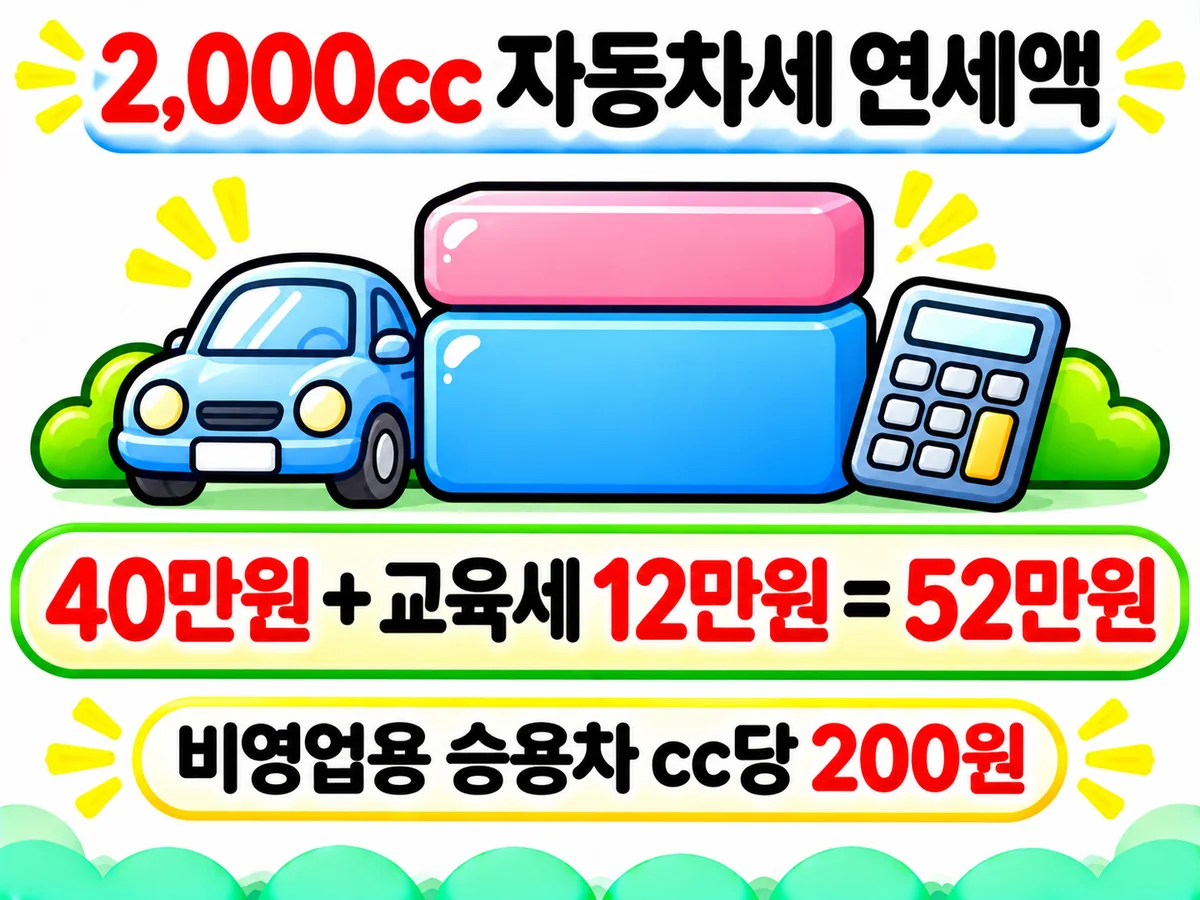 2,000cc 자동차세 연세액
40만원 + 교육세 12만원 = 52만원
비영업용 승용차 cc당 200원